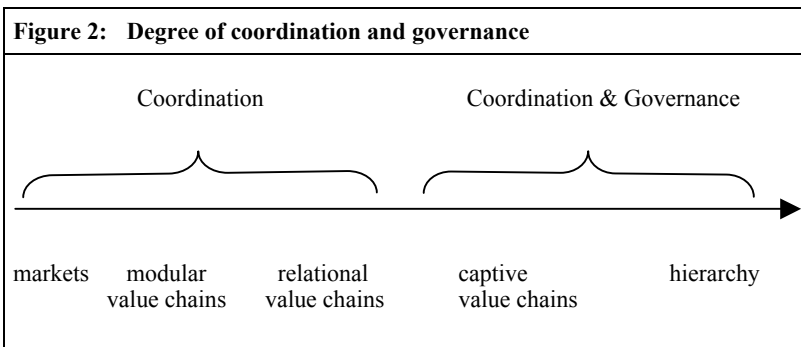 Figure 2: Degree of coordination and governance
Coordination Coordination & Governance
markets modular relational captive hierarchy
value chains value chains value chains